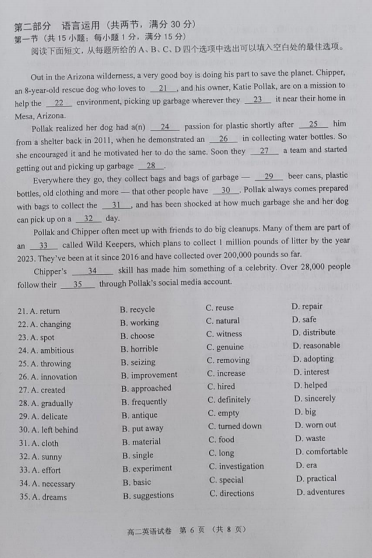 第二部分 语言运用（共两节，满分 30 分）
第一节（共 15 小题；每小题 1 分，满分 15 分）
阅读下面短文，从每题所给的 A、B、C、D 四个选项中选出可以填入空白处的最佳选项。
Out in the Arizona wilderness, a very good boy is doing his part to save the planet. Chipper,
an 8-year-old rescue dog who loves to 21 , and his owner, Katie Pollak, are on a mission to
help the 22 environment, picking up garbage wherever they 23 it near their home in
Mesa, Arizona.
Pollak realized her dog had a(n) 24 passion for plastic shortly after 25 him
from a shelter back in 2011, when he demonstrated an 26 in collecting water bottles. So
she encouraged it and he motivated her to do the same. Soon they 27 a team and started
getting out and picking up garbage 28 .
Everywhere they go, they collect bags and bags of garbage — 29 beer cans, plastic
bottles, old clothing and more — that other people have 30 . Pollak always comes prepared
with bags to collect the 31 , and has been shocked at how much garbage she and her dog
can pick up on a 32 day.
Pollak and Chipper often meet up with friends to do big cleanups. Many of them are part of
an 33 called Wild Keepers, which plans to collect 1 million pounds of litter by the year
2023. They've been at it since 2016 and have collected over 200,000 pounds so far.
Chipper's 34 skill has made him something of a celebrity. Over 28,000 people
follow their 35 through Pollak's social media account.
21. A. return B. recycle C. reuse D. repair
22. A. changing B. working C. natural D. safe
23. A. spot B. choose C. witness D. distribute
24. A. ambitious B. horrible C. genuine D. reasonable
25. A. throwing B. seizing C. removing D. adopting
26. A. innovation B. improvement C. increase D. interest
27. A. created B. approached C. hired D. helped
28. A. gradually B. frequently C. definitely D. sincerely
29. A. delicate B. antique C. empty D. big
30. A. left behind B. put away C. turned down D. worn out
31. A. cloth B. material C. food D. waste
32. A. sunny B. single C. long D. comfortable
33. A. effort B. experiment C. investigation D. era
34. A. necessary B. basic C. special D. practical
35. A. dreams B. suggestions C. directions D. adventures
高二英语试卷 第 6 页（共 8 页）